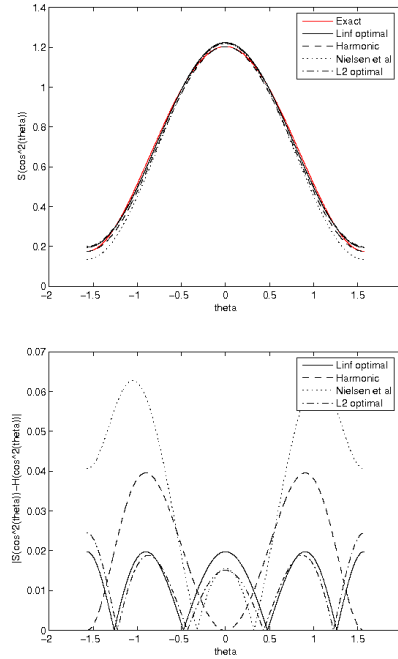 1.4
1.2
1
0.8
0.6
0.4
0.2
0
S(cos^2(theta))
Exact
Linf optimal
Harmonic
Nielsen et al
L2 optimal
−2 −1.5 −1 −0.5 0 0.5 1 1.5 2
theta
0.07
0.06
0.05
0.04
0.03
0.02
0.01
0
|S(cos^2(theta))−H(cos^2(theta))|
Linf optimal
Harmonic
Nielsen et al
L2 optimal
−2 −1.5 −1 −0.5 0 0.5 1 1.5
theta